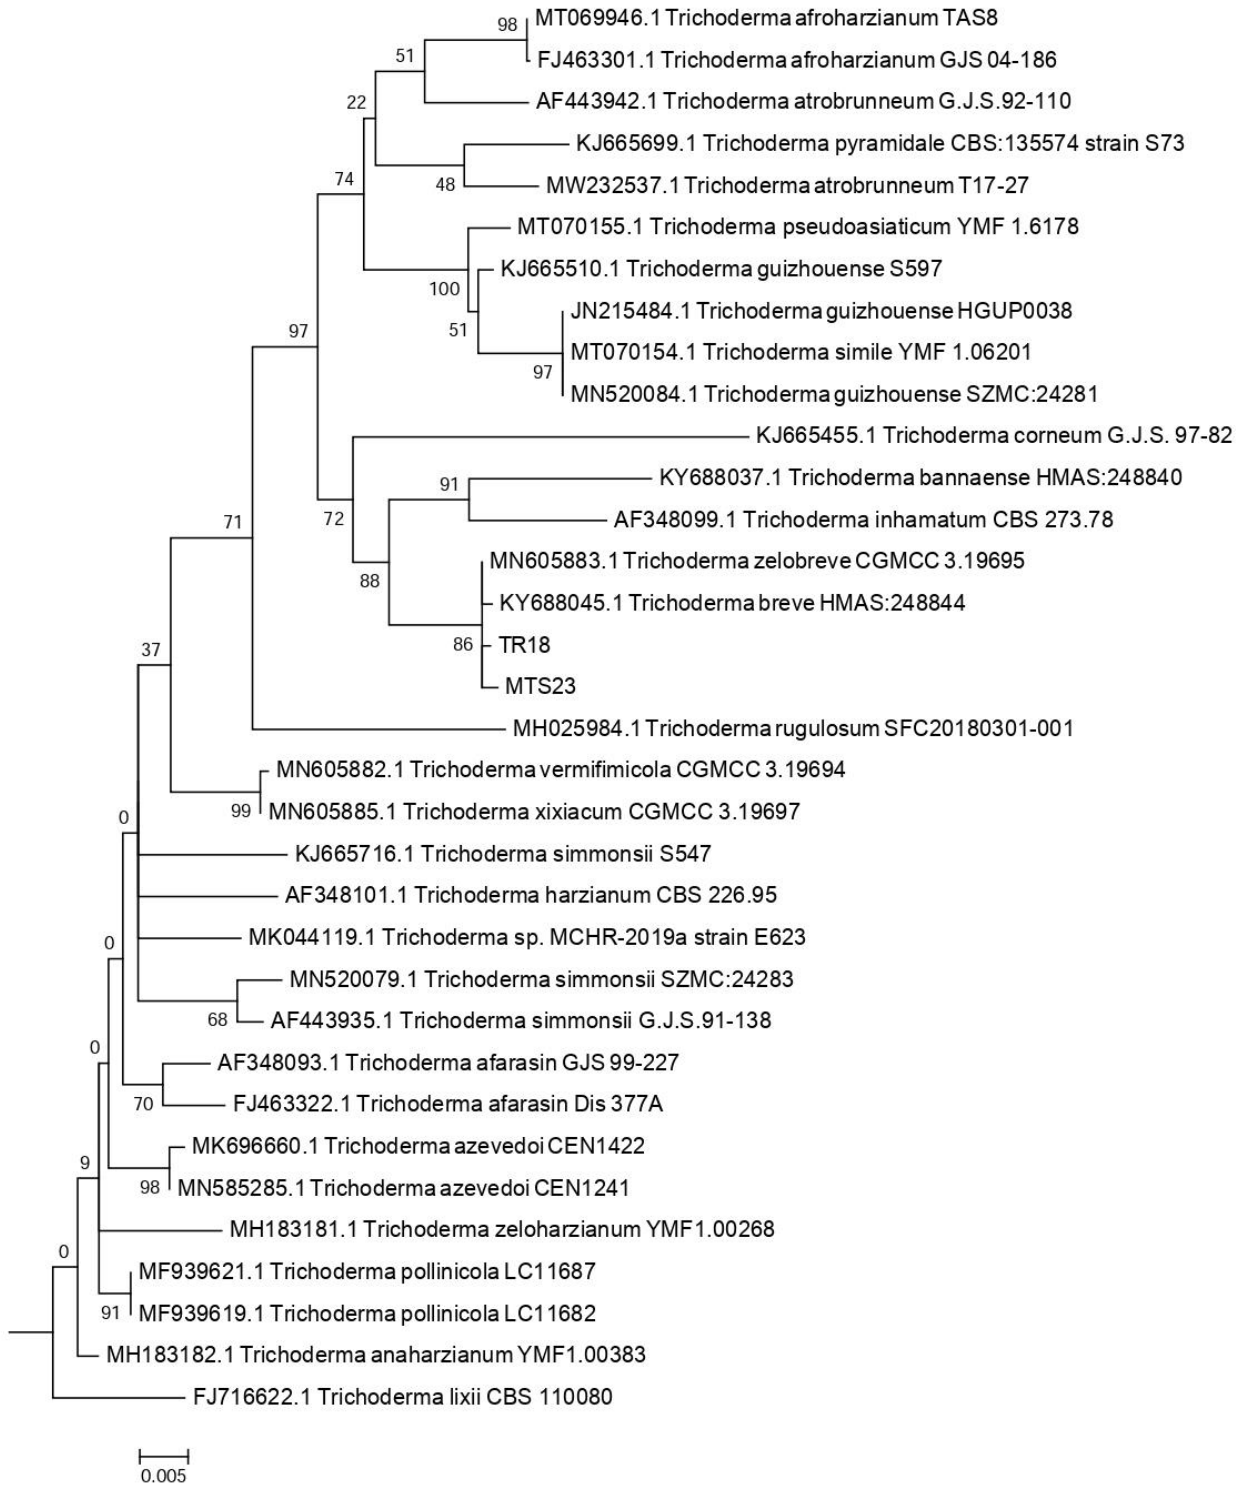 98
MT069946.1 Trichoderma afroharzianum TAS8
51
FJ463301.1 Trichoderma afroharzianum GJS 04-186
22
AF443942.1 Trichoderma atrobrunneum G.J.S.92-110
KJ665699.1 Trichoderma pyramidale CBS:135574 strain S73
74
48
MW232537.1 Trichoderma atrobrunneum T17-27
MT070155.1 Trichoderma pseudoasiaticum YMF 1.6178
KJ665510.1 Trichoderma guizhouense S597
100
JN215484.1 Trichoderma guizhouense HGUP0038
97
51
MT070154.1 Trichoderma simile YMF 1.06201
97
MN520084.1 Trichoderma guizhouense SZMC:24281
KJ665455.1 Trichoderma corneum G.J.S. 97-82
91
KY688037.1 Trichoderma bannaense HMAS:248840
71
72
AF348099.1 Trichoderma inhamatum CBS 273.78
MN605883.1 Trichoderma zelobreve CGMCC 3.19695
88
KY688045.1 Trichoderma breve HMAS:248844
37
86
TR18
MTS23
MH025984.1 Trichoderma rugulosum SFC20180301-001
MN605882.1 Trichoderma vermifimicola CGMCC 3.19694
0
99
MN605885.1 Trichoderma xixiacum CGMCC 3.19697
KJ665716.1 Trichoderma simmonsii S547
AF348101.1 Trichoderma harzianum CBS 226.95
0
MK044119.1 Trichoderma sp. MCHR-2019a strain E623
MN520079.1 Trichoderma simmonsii SZMC:24283
68
AF443935.1 Trichoderma simmonsii G.J.S.91-138
0
AF348093.1 Trichoderma afarasin GJS 99-227
70
FJ463322.1 Trichoderma afarasin Dis 377A
MK696660.1 Trichoderma azevedoi CEN1422
9
98
MN585285.1 Trichoderma azevedoi CEN1241
MH183181.1 Trichoderma zeloharzianum YMF1.00268
0
MF939621.1 Trichoderma pollinicola LC11687
91
MF939619.1 Trichoderma pollinicola LC11682
MH183182.1 Trichoderma anaharzianum YMF1.00383
FJ716622.1 Trichoderma lixii CBS 110080
0.005